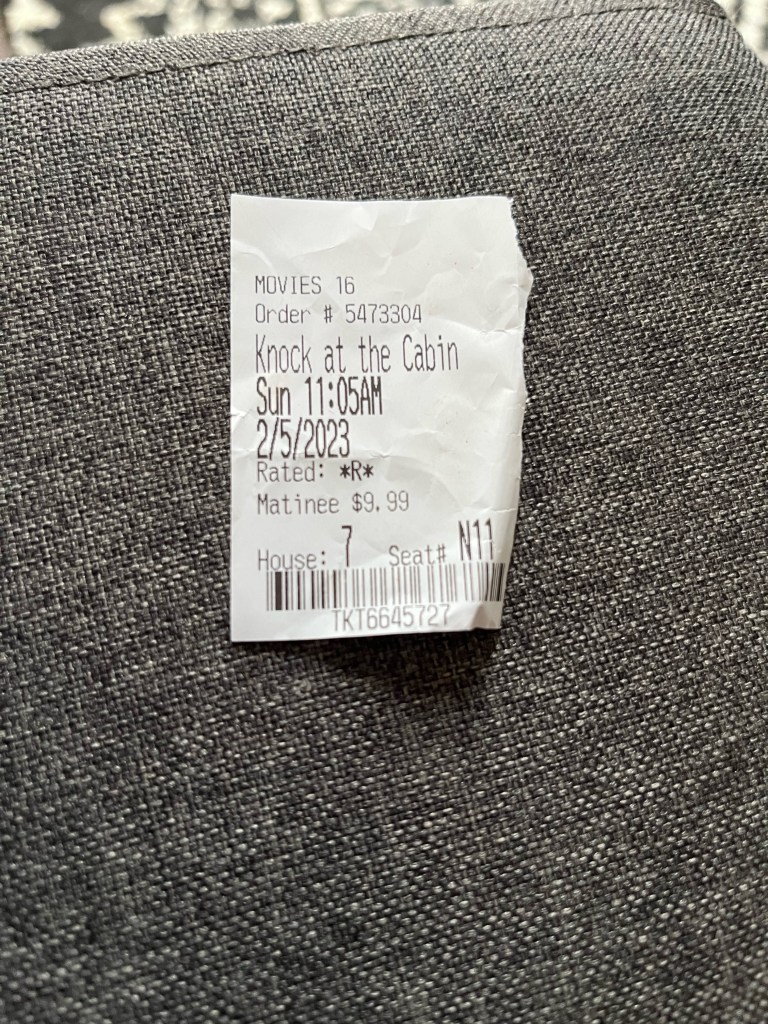 MOVIES 16
Order # 5473304
Knock at the Cabin
Sun 11:05AM
2/5/2023
Rated: *R*
Matinee $9.99
House: 7 Seat# N11
TKT6645727